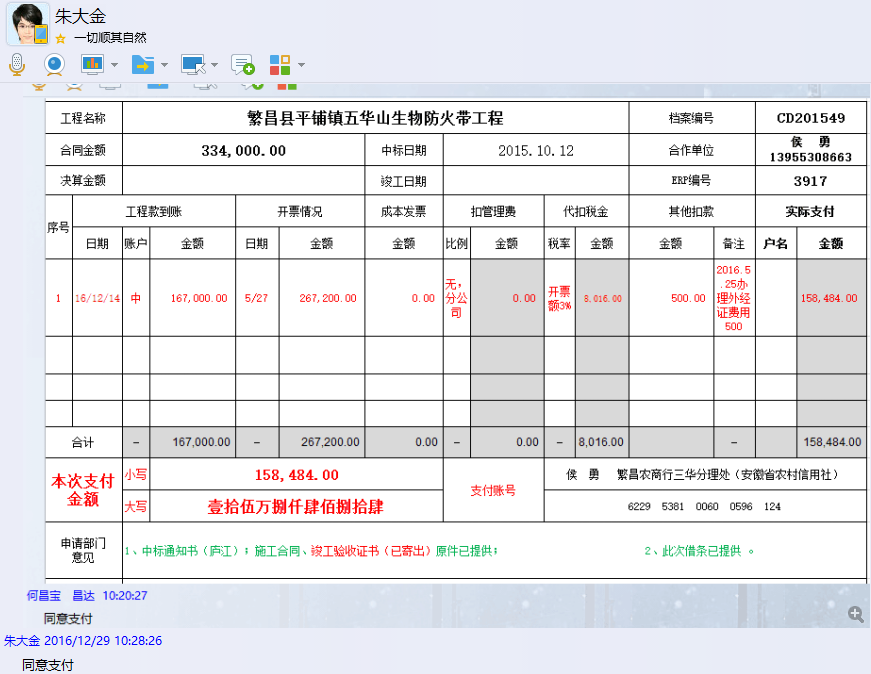 朱大金
一切顺其自然
工程名称 繁昌县平铺镇五华山生物防火带工程 档案编号 CD201549
合同金额 334,000.00 中标日期 2015.10.12 合作单位 侯 勇 13955308663
决算金额 竣工日期 ERP编号 3917
序号 工程款到账 开票情况 成本发票 扣管理费 代扣税金 其他扣款 实际支付
日期 账户 金额 日期 金额 金额 比例 金额 税率 金额 金额 备注 户名 金额
1 16/12/14 中 167,000.00 5/27 267,200.00 0.00 无,分公司 0.00 开票额3% 8,016.00 500.00 2016.5.25办理外经证费用500 158,484.00
合计 – 167,000.00 – 267,200.00 0.00 – 0.00 – 8,016.00 – 158,484.00
本次支付金额 小写 158,484.00 支付账号 侯 勇 繁昌农商行三华分理处(安徽省农村信用社)
大写 壹拾伍万捌仟肆佰捌拾肆 6229 5381 0060 0596 124
申请部门意见 1、中标通知书(庐江);施工合同、竣工验收证书(已寄出)原件已提供; 2、此次借条已提供 。
何昌宝 昌达 10:20:27
同意支付
朱大金 2016/12/29 10:28:26
同意支付